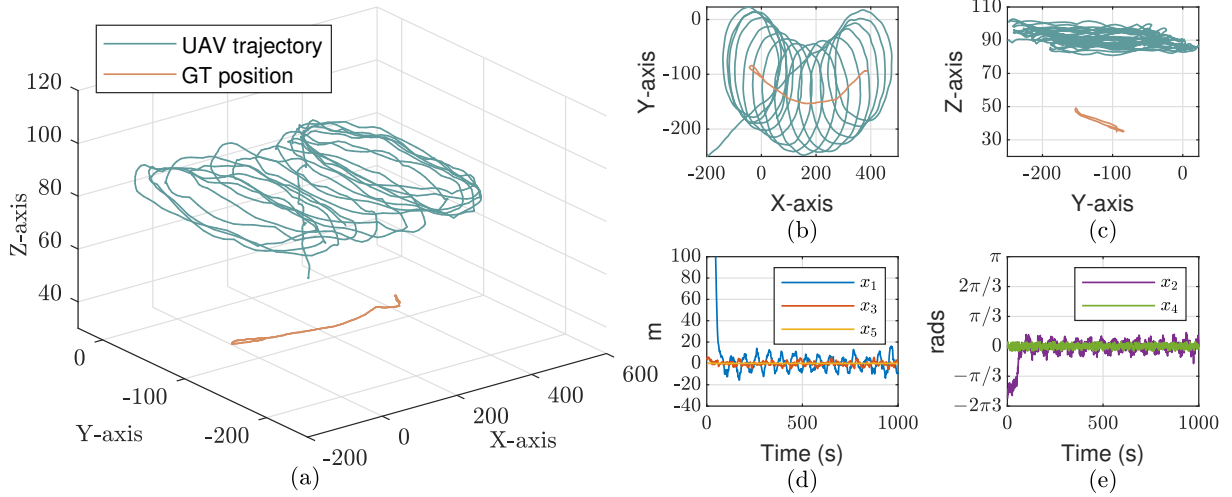 UAV trajectory
GT position
120
100
80
60
40
Z-axis
0
-100
-200
Y-axis
-200
0
200
400
600
X-axis
(a)
0
-100
-200
Y-axis
-200 0 200 400
X-axis
(b)
110
90
70
50
30
Z-axis
-200 -100 0
Y-axis
(c)
100
80
60
40
20
0
-20
-40
m
x₁
x₃
x₅
0 500 1000
Time (s)
(d)
π
2π/3
π/3
0
−π/3
−2π3
rads
x₂
x₄
0 500 1000
Time (s)
(e)